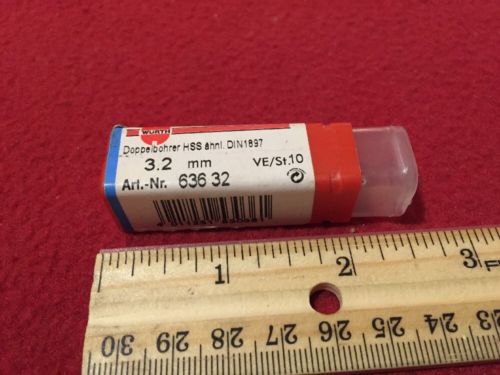 WÜRTH
Doppelbohrer HSS ähnl. DIN1897
3.2 mm VE/St.10
Art.-Nr. 636 32
1 2 3
30 29 28 27 26 25 24 23